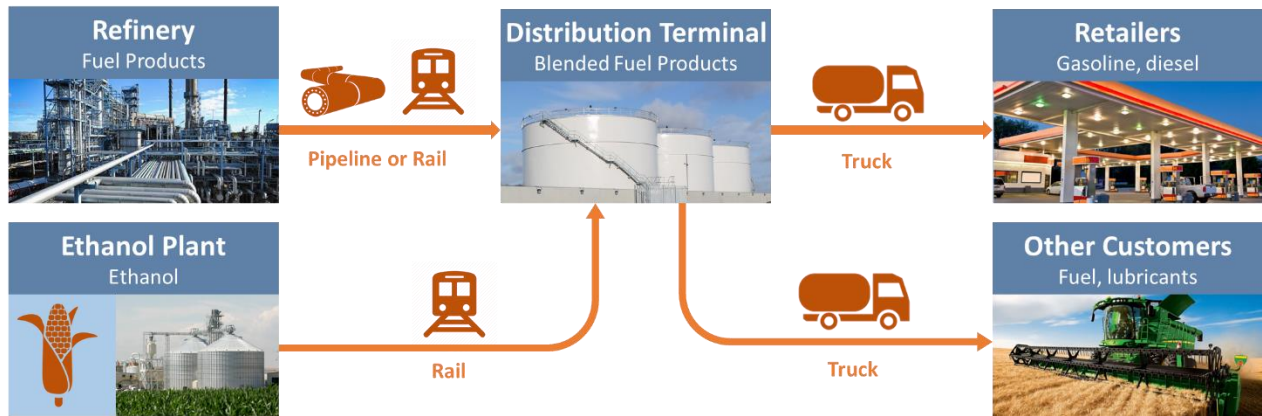 Refinery
Fuel Products
Pipeline or Rail
Distribution Terminal
Blended Fuel Products
Truck
Retailers
Gasoline, diesel
Ethanol Plant
Ethanol
Rail
Truck
Other Customers
Fuel, lubricants